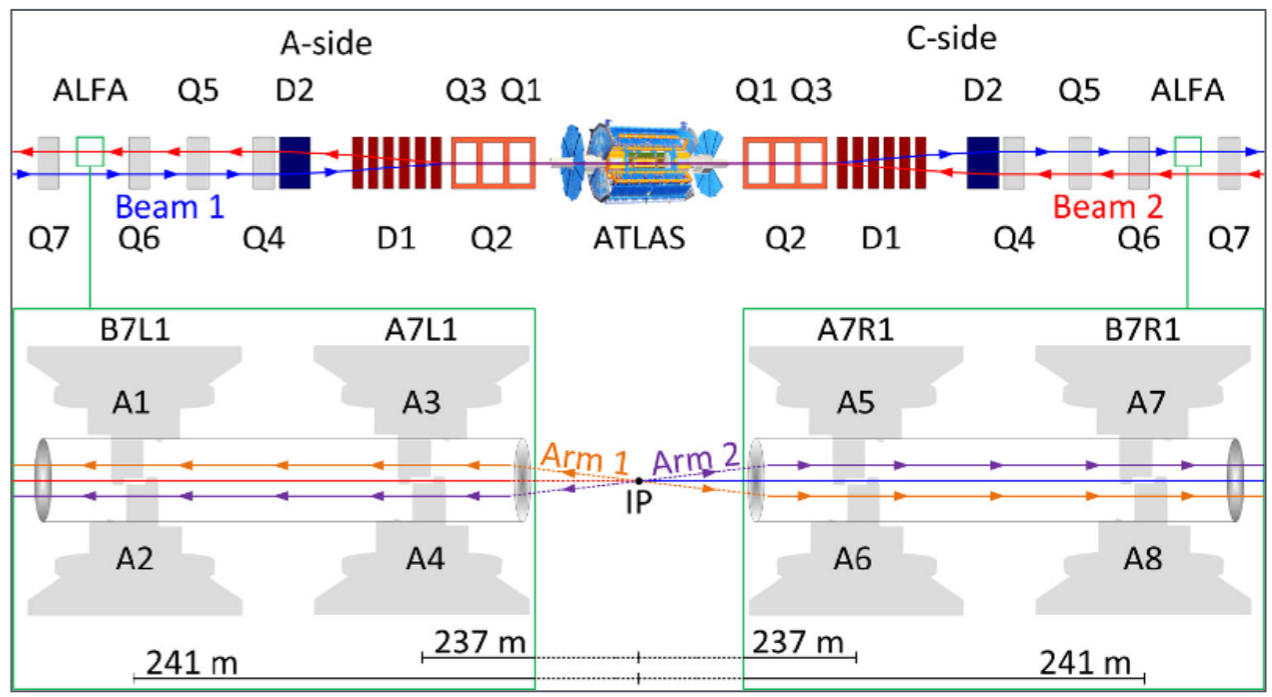 A-side C-side
ALFA Q5 D2 Q3 Q1 Q1 Q3 D2 Q5 ALFA
Beam 1 Beam 2
Q7 Q6 Q4 D1 Q2 ATLAS Q2 D1 Q4 Q6 Q7
B7L1 A7L1 A7R1 B7R1
A1 A3 A5 A7
Arm 1 Arm 2
IP
A2 A4 A6 A8
237 m 237 m
241 m 241 m